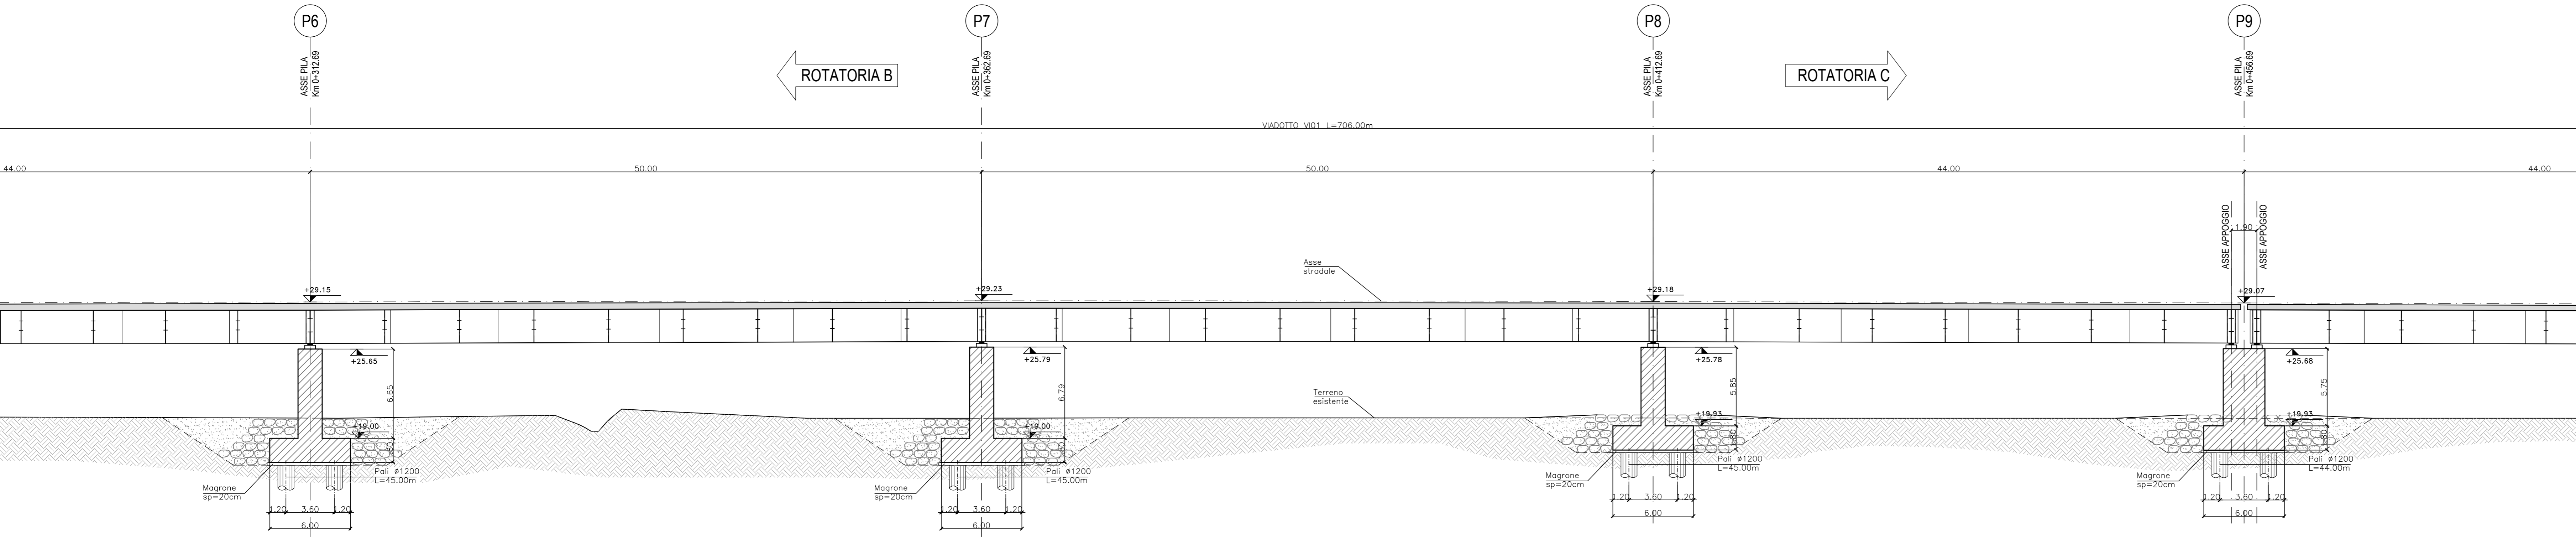 P6
P7
P8
P9
ASSE PILA
Km 0+312.69
ASSE PILA
Km 0+362.69
ASSE PILA
Km 0+412.69
ASSE PILA
Km 0+456.69
ROTATORIA B
ROTATORIA C
VIADOTTO VI01 L=706.00m
44.00
50.00
50.00
44.00
44.00
ASSE APPOGGIO
1.90
ASSE APPOGGIO
Asse
stradale
+29.15
+29.23
+29.18
+29.07
+25.65
+25.79
+25.78
+25.68
6.65
6.79
5.85
5.75
Terreno
esistente
+19.00
+19.00
+19.93
+19.93
Pali ø1200
L=45.00m
Pali ø1200
L=45.00m
Pali ø1200
L=45.00m
Pali ø1200
L=44.00m
Magrone
sp=20cm
Magrone
sp=20cm
Magrone
sp=20cm
Magrone
sp=20cm
1.20 3.60 1.20
6.00
1.20 3.60 1.20
6.00
1.20 3.60 1.20
6.00
1.20 3.60 1.20
6.00